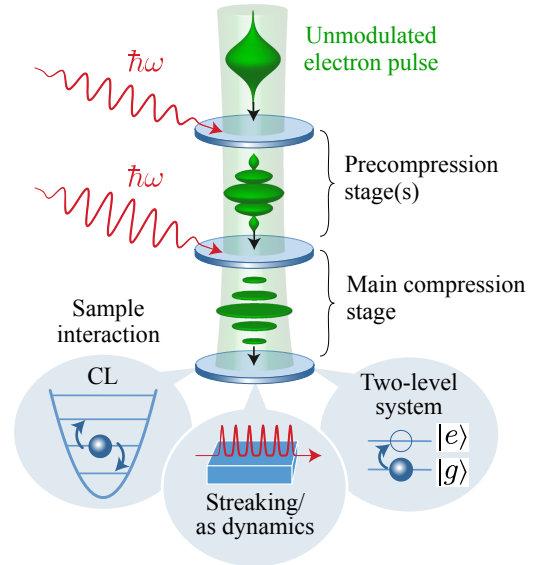 Unmodulated
electron pulse
ħω
Precompression
stage(s)
ħω
Main compression
stage
Sample
interaction
CL
Two-level
system
|e⟩
|g⟩
Streaking/
as dynamics